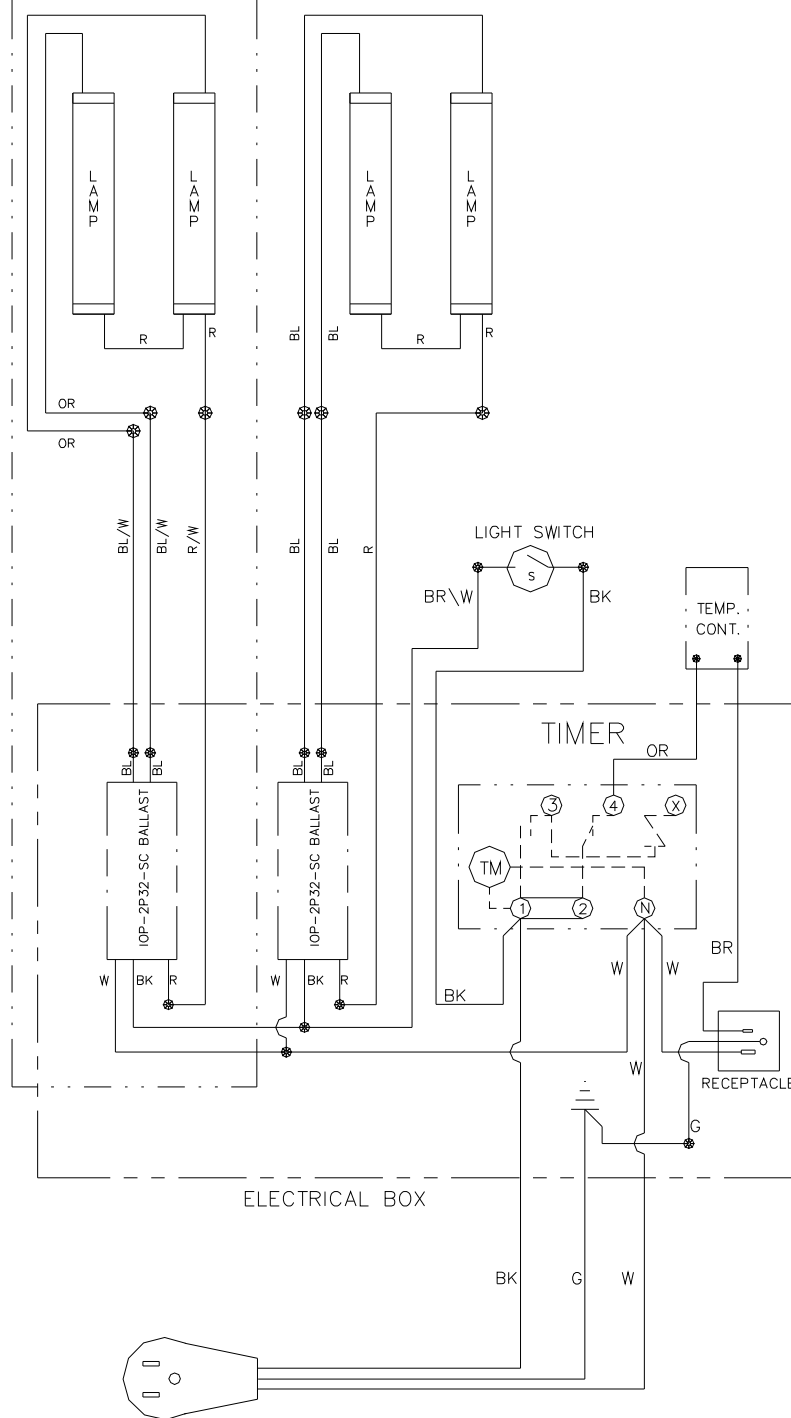 LAMP
LAMP
LAMP
LAMP
R
R
BL
BL
R
R
OR
OR
BL/W
BL/W
R/W
BL
BL
R
LIGHT SWITCH
S
BR\W
BK
TEMP.
CONT.
TIMER
OR
BL
BL
BL
BL
3
4
X
TM
1
2
N
10P-2P32-SC BALLAST
10P-2P32-SC BALLAST
W
BK
R
W
BK
R
BK
W
W
BR
W
RECEPTACLE
G
ELECTRICAL BOX
BK
G
W